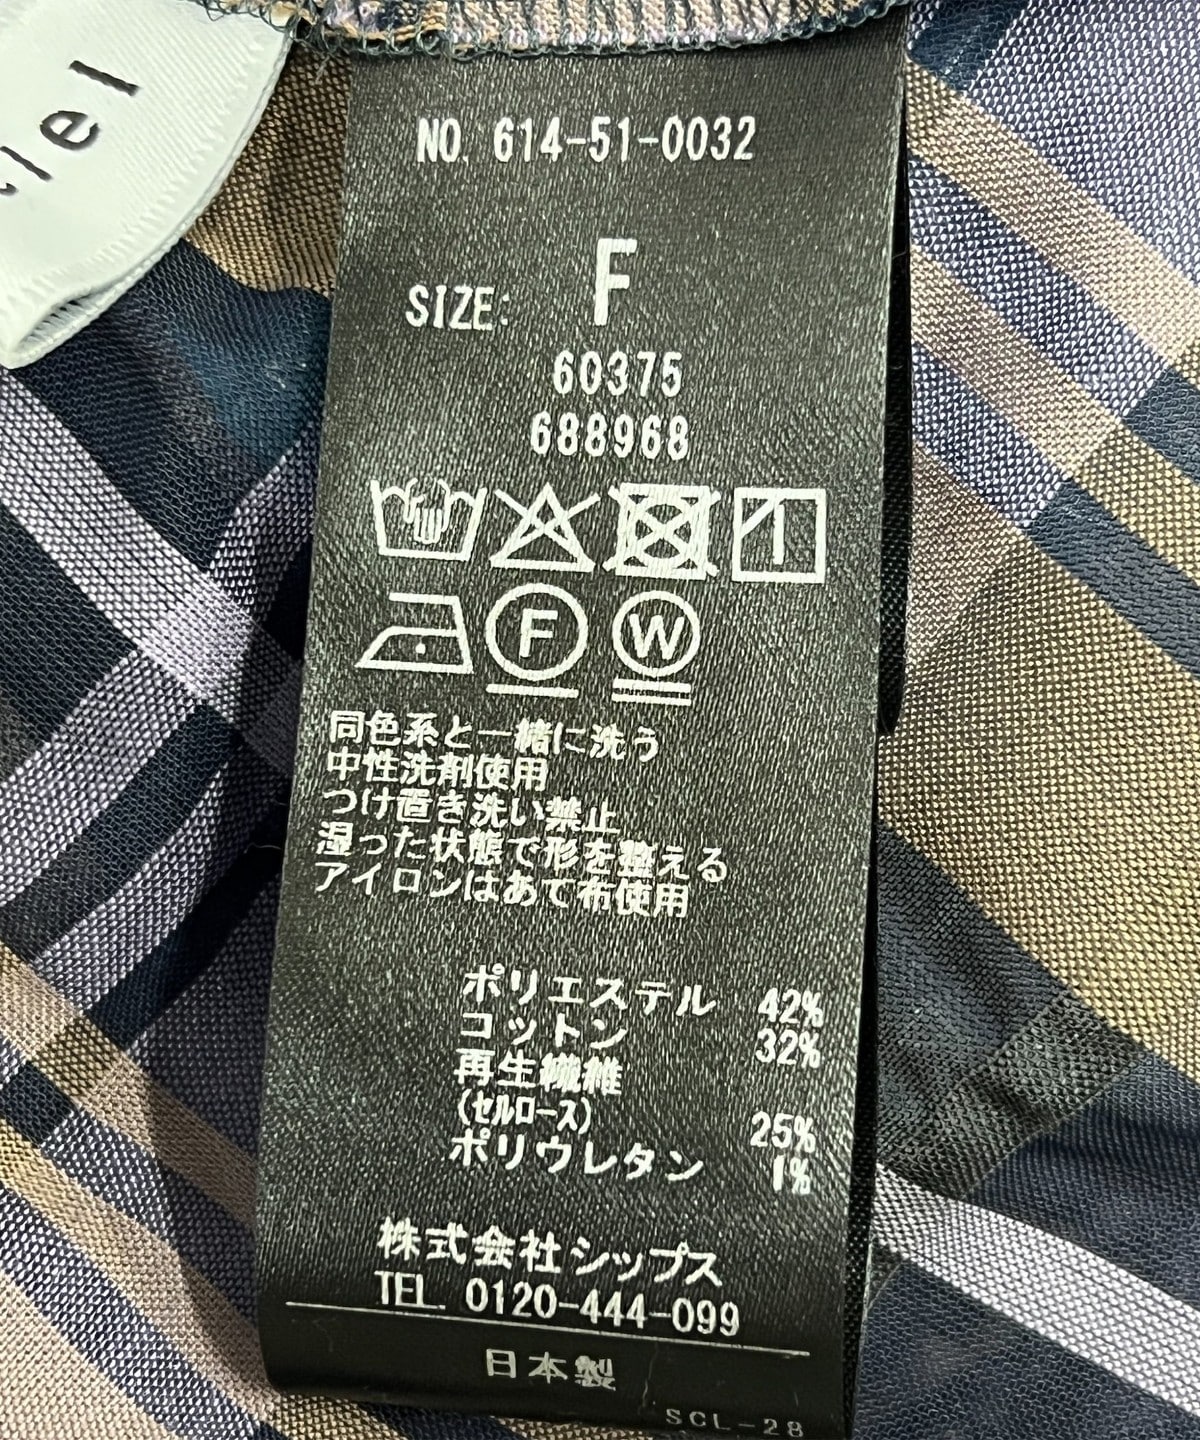 NO. 614-51-0032
SIZE: F
60375
688968
F W
同色系と一緒に洗う
中性洗剤使用
つけ置き洗い禁止
湿った状態で形を整える
アイロンはあて布使用
ポリエステル 42%
コットン 32%
再生繊維
(セルロース) 25%
ポリウレタン 1%
株式会社シップス
TEL. 0120-444-099
日本製
SCL-28